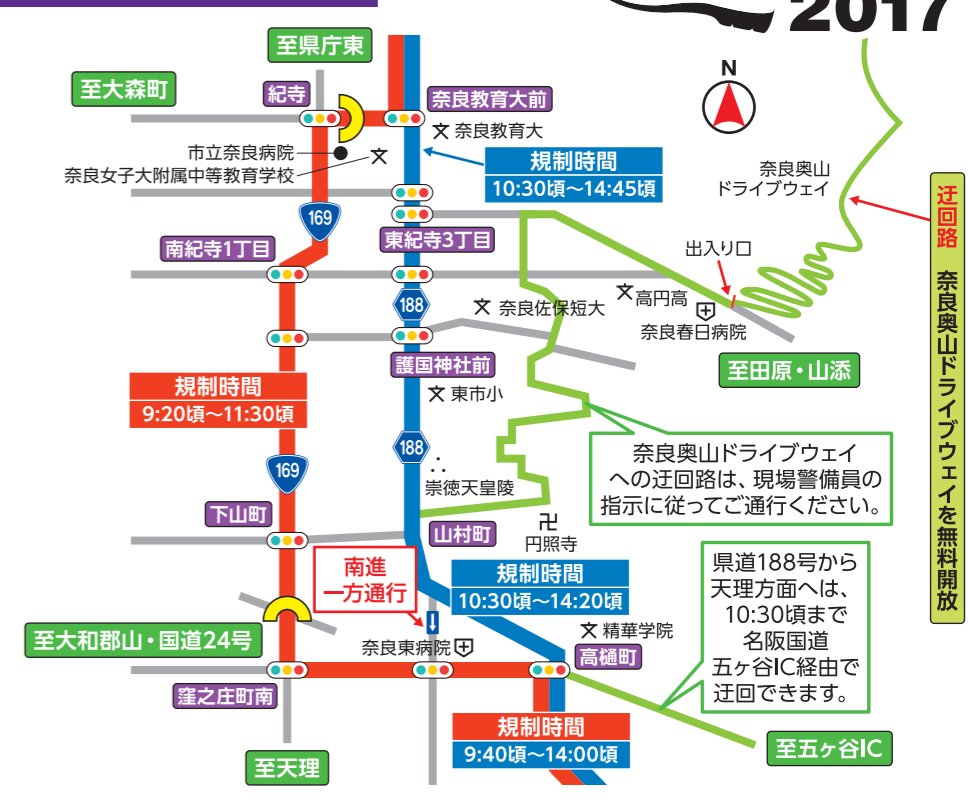 2017
至県庁東
至大森町
紀寺
奈良教育大前
N
文 奈良教育大
市立奈良病院
文
奈良女子大附属中等教育学校
規制時間
10:30頃〜14:45頃
奈良奥山
ドライブウェイ
169
南紀寺1丁目
東紀寺3丁目
出入り口
188
文 奈良佐保短大
文 高円高
奈良春日病院
護国神社前
至田原・山添
規制時間
9:20頃〜11:30頃
文 東市小
188
169
崇徳天皇陵
奈良奥山ドライブウェイ
への迂回路は、現場警備員の
指示に従ってご通行ください。
下山町
山村町
卍
円照寺
南進
一方通行
規制時間
10:30頃〜14:20頃
県道188号から
天理方面へは、
10:30頃まで
名阪国道
五ヶ谷IC経由で
迂回できます。
至大和郡山・国道24号
奈良東病院
文 精華学院
高樋町
窪之庄町南
規制時間
9:40頃〜14:00頃
至天理
至五ヶ谷IC
迂回路 奈良奥山ドライブウェイを無料開放